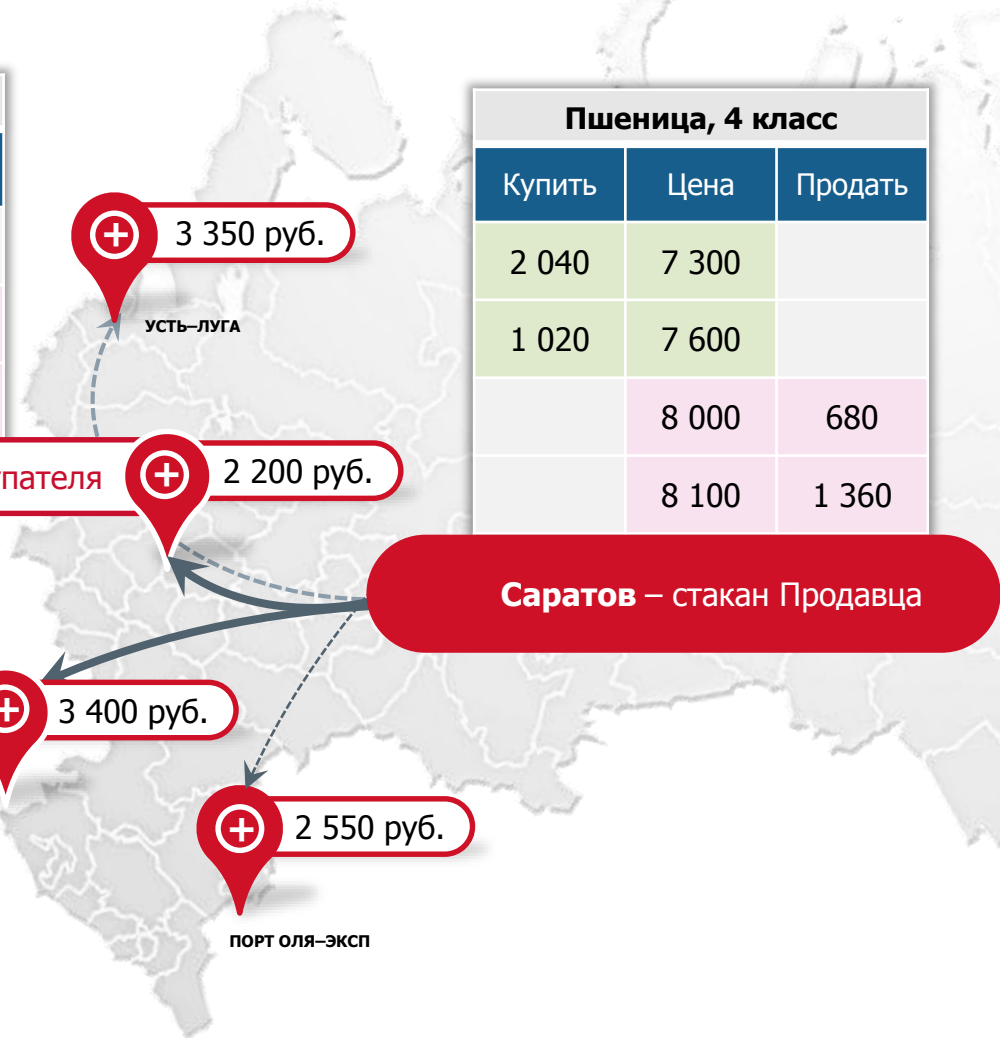 Пшеница, 4 класс
Купить Цена Продать
2 040 7 300
1 020 7 600
8 000 680
8 100 1 360
3 350 руб.
УСТЬ–ЛУГА
2 200 руб.
Саратов – стакан Продавца
3 400 руб.
2 550 руб.
ПОРТ ОЛЯ–ЭКСП